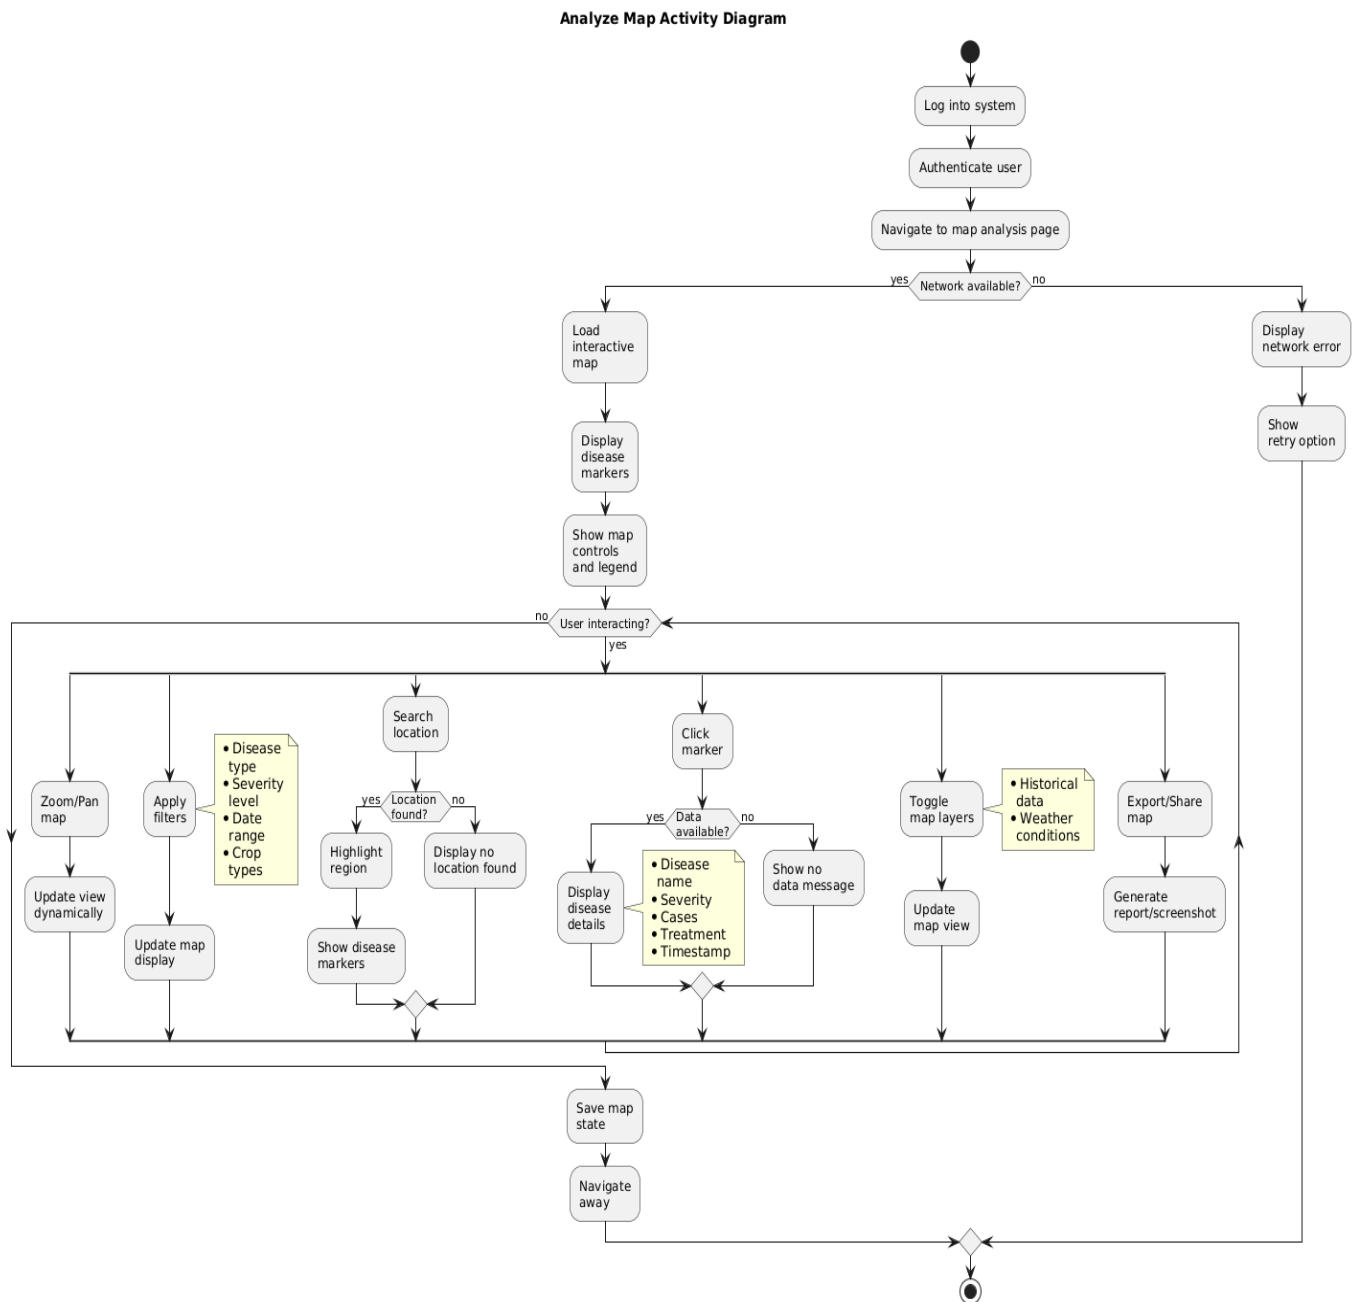 Analyze Map Activity Diagram
Log into system
Authenticate user
Navigate to map analysis page
yes
Network available?
no
Load
interactive
map
Display
disease
markers
Show map
controls
and legend
Display
network error
Show
retry option
no
User interacting?
yes
Zoom/Pan
map
Update view
dynamically
Apply
filters
• Disease
type
• Severity
level
• Date
range
• Crop
types
Update map
display
Search
location
yes
Location
found?
no
Highlight
region
Show disease
markers
Display no
location found
Click
marker
yes
Data
available?
no
Display
disease
details
• Disease
name
• Severity
• Cases
• Treatment
• Timestamp
Show no
data message
Toggle
map layers
• Historical
data
• Weather
conditions
Update
map view
Export/Share
map
Generate
report/screenshot
Save map
state
Navigate
away